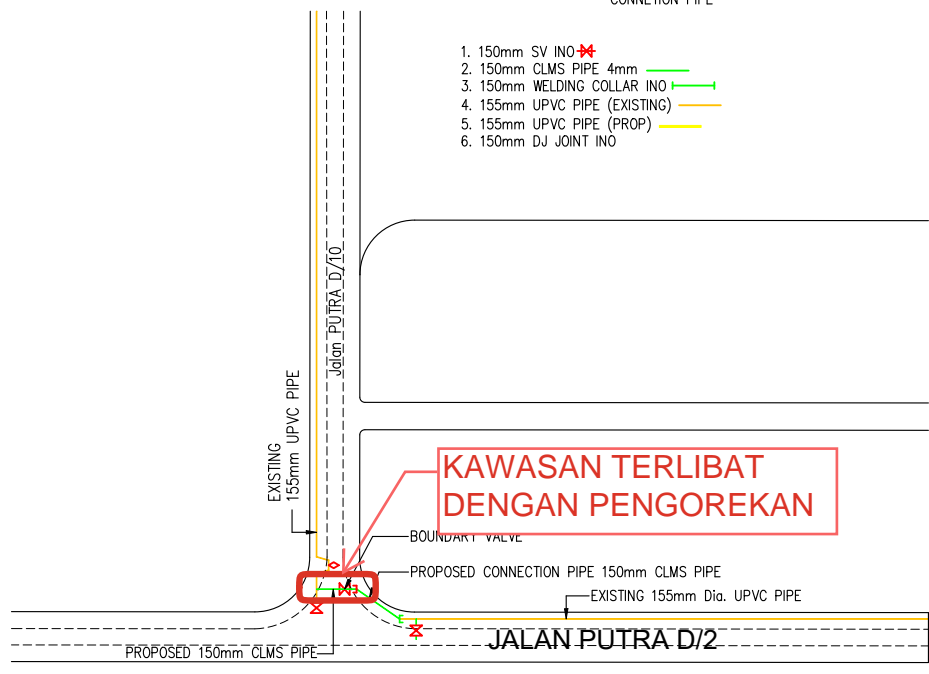 CONNETION PIPE
1. 150mm SV INO
2. 150mm CLMS PIPE 4mm
3. 150mm WELDING COLLAR INO
4. 155mm UPVC PIPE (EXISTING)
5. 155mm UPVC PIPE (PROP)
6. 150mm DJ JOINT INO
Jalan PUTRA D/10
EXISTING
155mm UPVC PIPE
KAWASAN TERLIBAT
DENGAN PENGOREKAN
BOUNDARY VALVE
PROPOSED CONNECTION PIPE 150mm CLMS PIPE
EXISTING 155mm Dia. UPVC PIPE
JALAN PUTRA D/2
PROPOSED 150mm CLMS PIPE